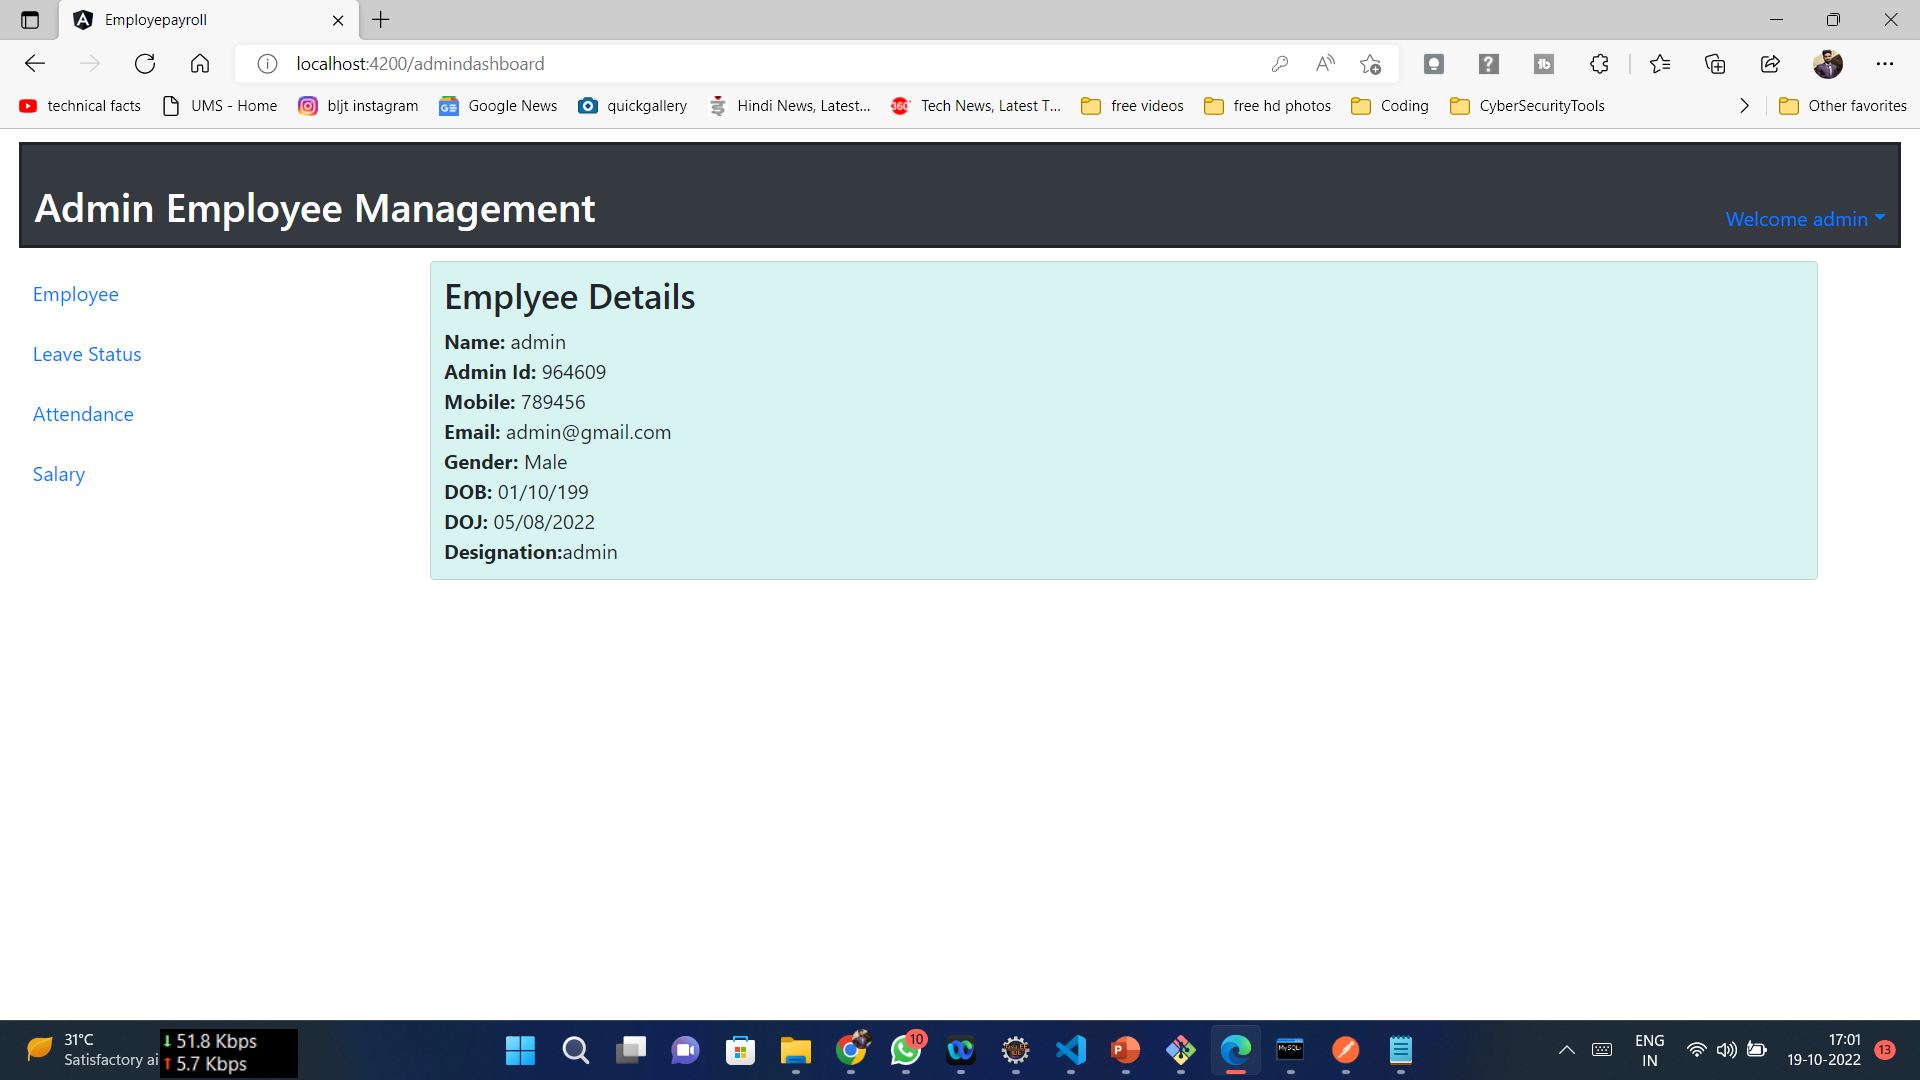 Employepayroll
localhost:4200/admindashboard
technical facts UMS - Home bljt instagram Google News quickgallery Hindi News, Latest... Tech News, Latest T... free videos free hd photos Coding CyberSecurityTools Other favorites
Admin Employee Management
Welcome admin
Employee
Leave Status
Attendance
Salary
Emplyee Details
Name: admin
Admin Id: 964609
Mobile: 789456
Email: admin@gmail.com
Gender: Male
DOB: 01/10/199
DOJ: 05/08/2022
Designation:admin
31°C
Satisfactory ai
51.8 Kbps
5.7 Kbps
10
ENG
IN
17:01
19-10-2022
13